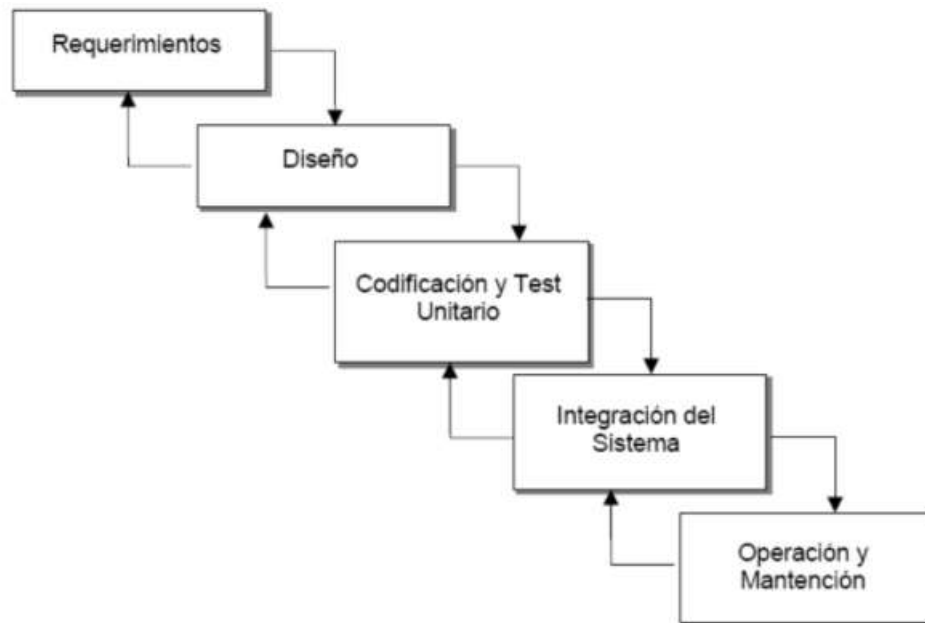 Requerimientos
Diseño
Codificación y Test
Unitario
Integración del
Sistema
Operación y
Mantención